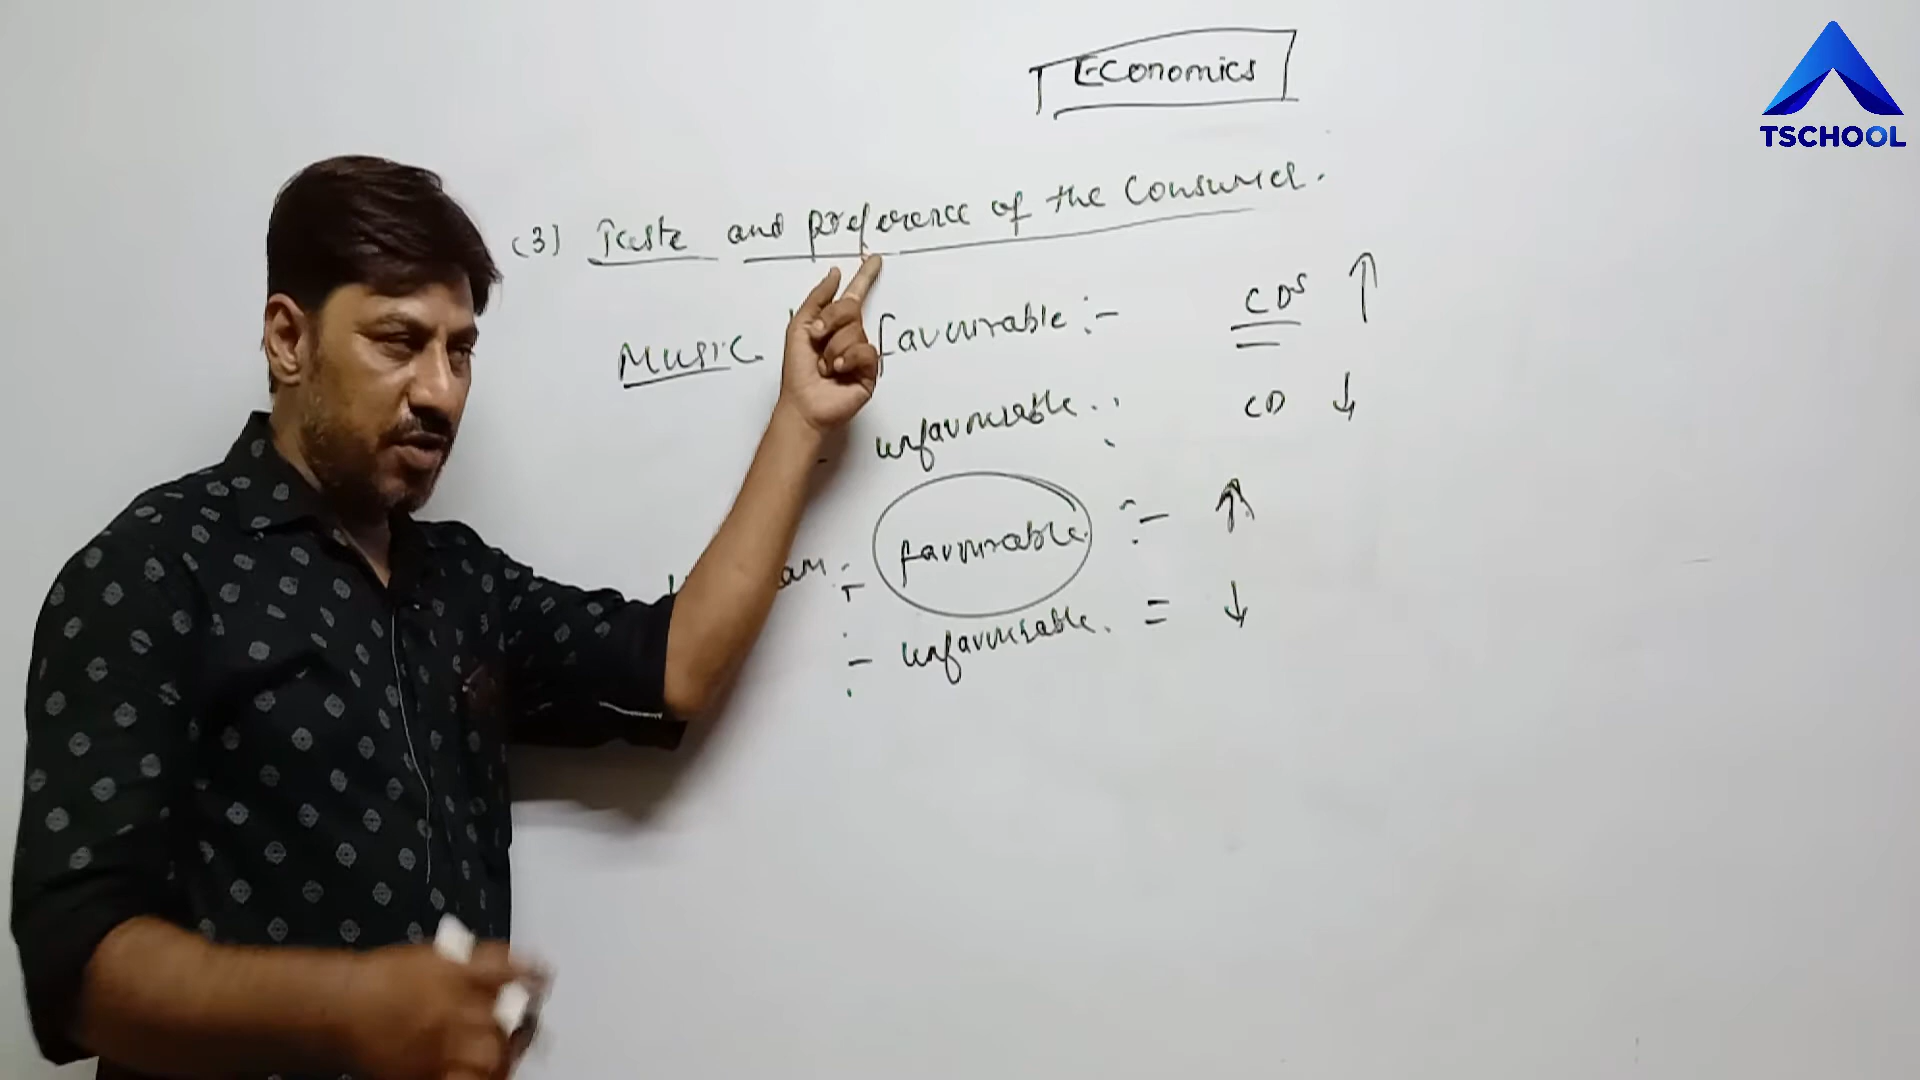 Economics
TSCHOOL
(3) Taste and preference of the consumer.
Music favourable :- CDs ↑
unfavourable : CD ↓
favourable :- ↑
:- unfavourable. = ↓